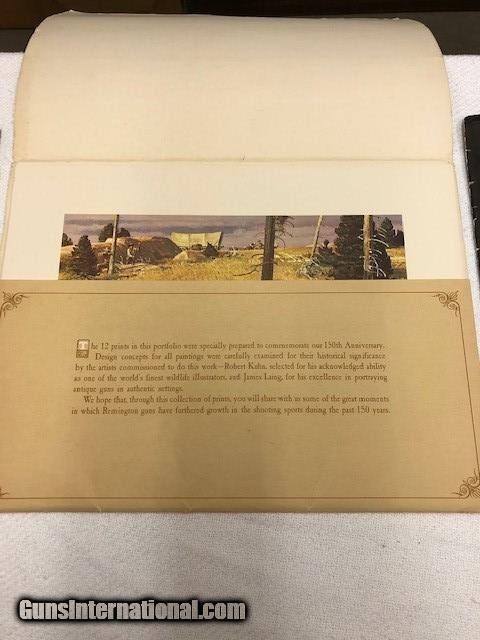 The 12 prints in this portfolio were specially prepared to commemorate our 150th Anniversary.
Design concepts for all paintings were carefully examined for their historical significance
by the artists commissioned to do this work—Robert Kuhn, selected for his acknowledged ability
as one of the world's finest wildlife illustrators, and James Laing, for his excellence in portraying
antique guns in authentic settings.
We hope that, through this collection of prints, you will share with us some of the great moments
in which Remington guns have furthered growth in the shooting sports during the past 150 years.
GunsInternational.com